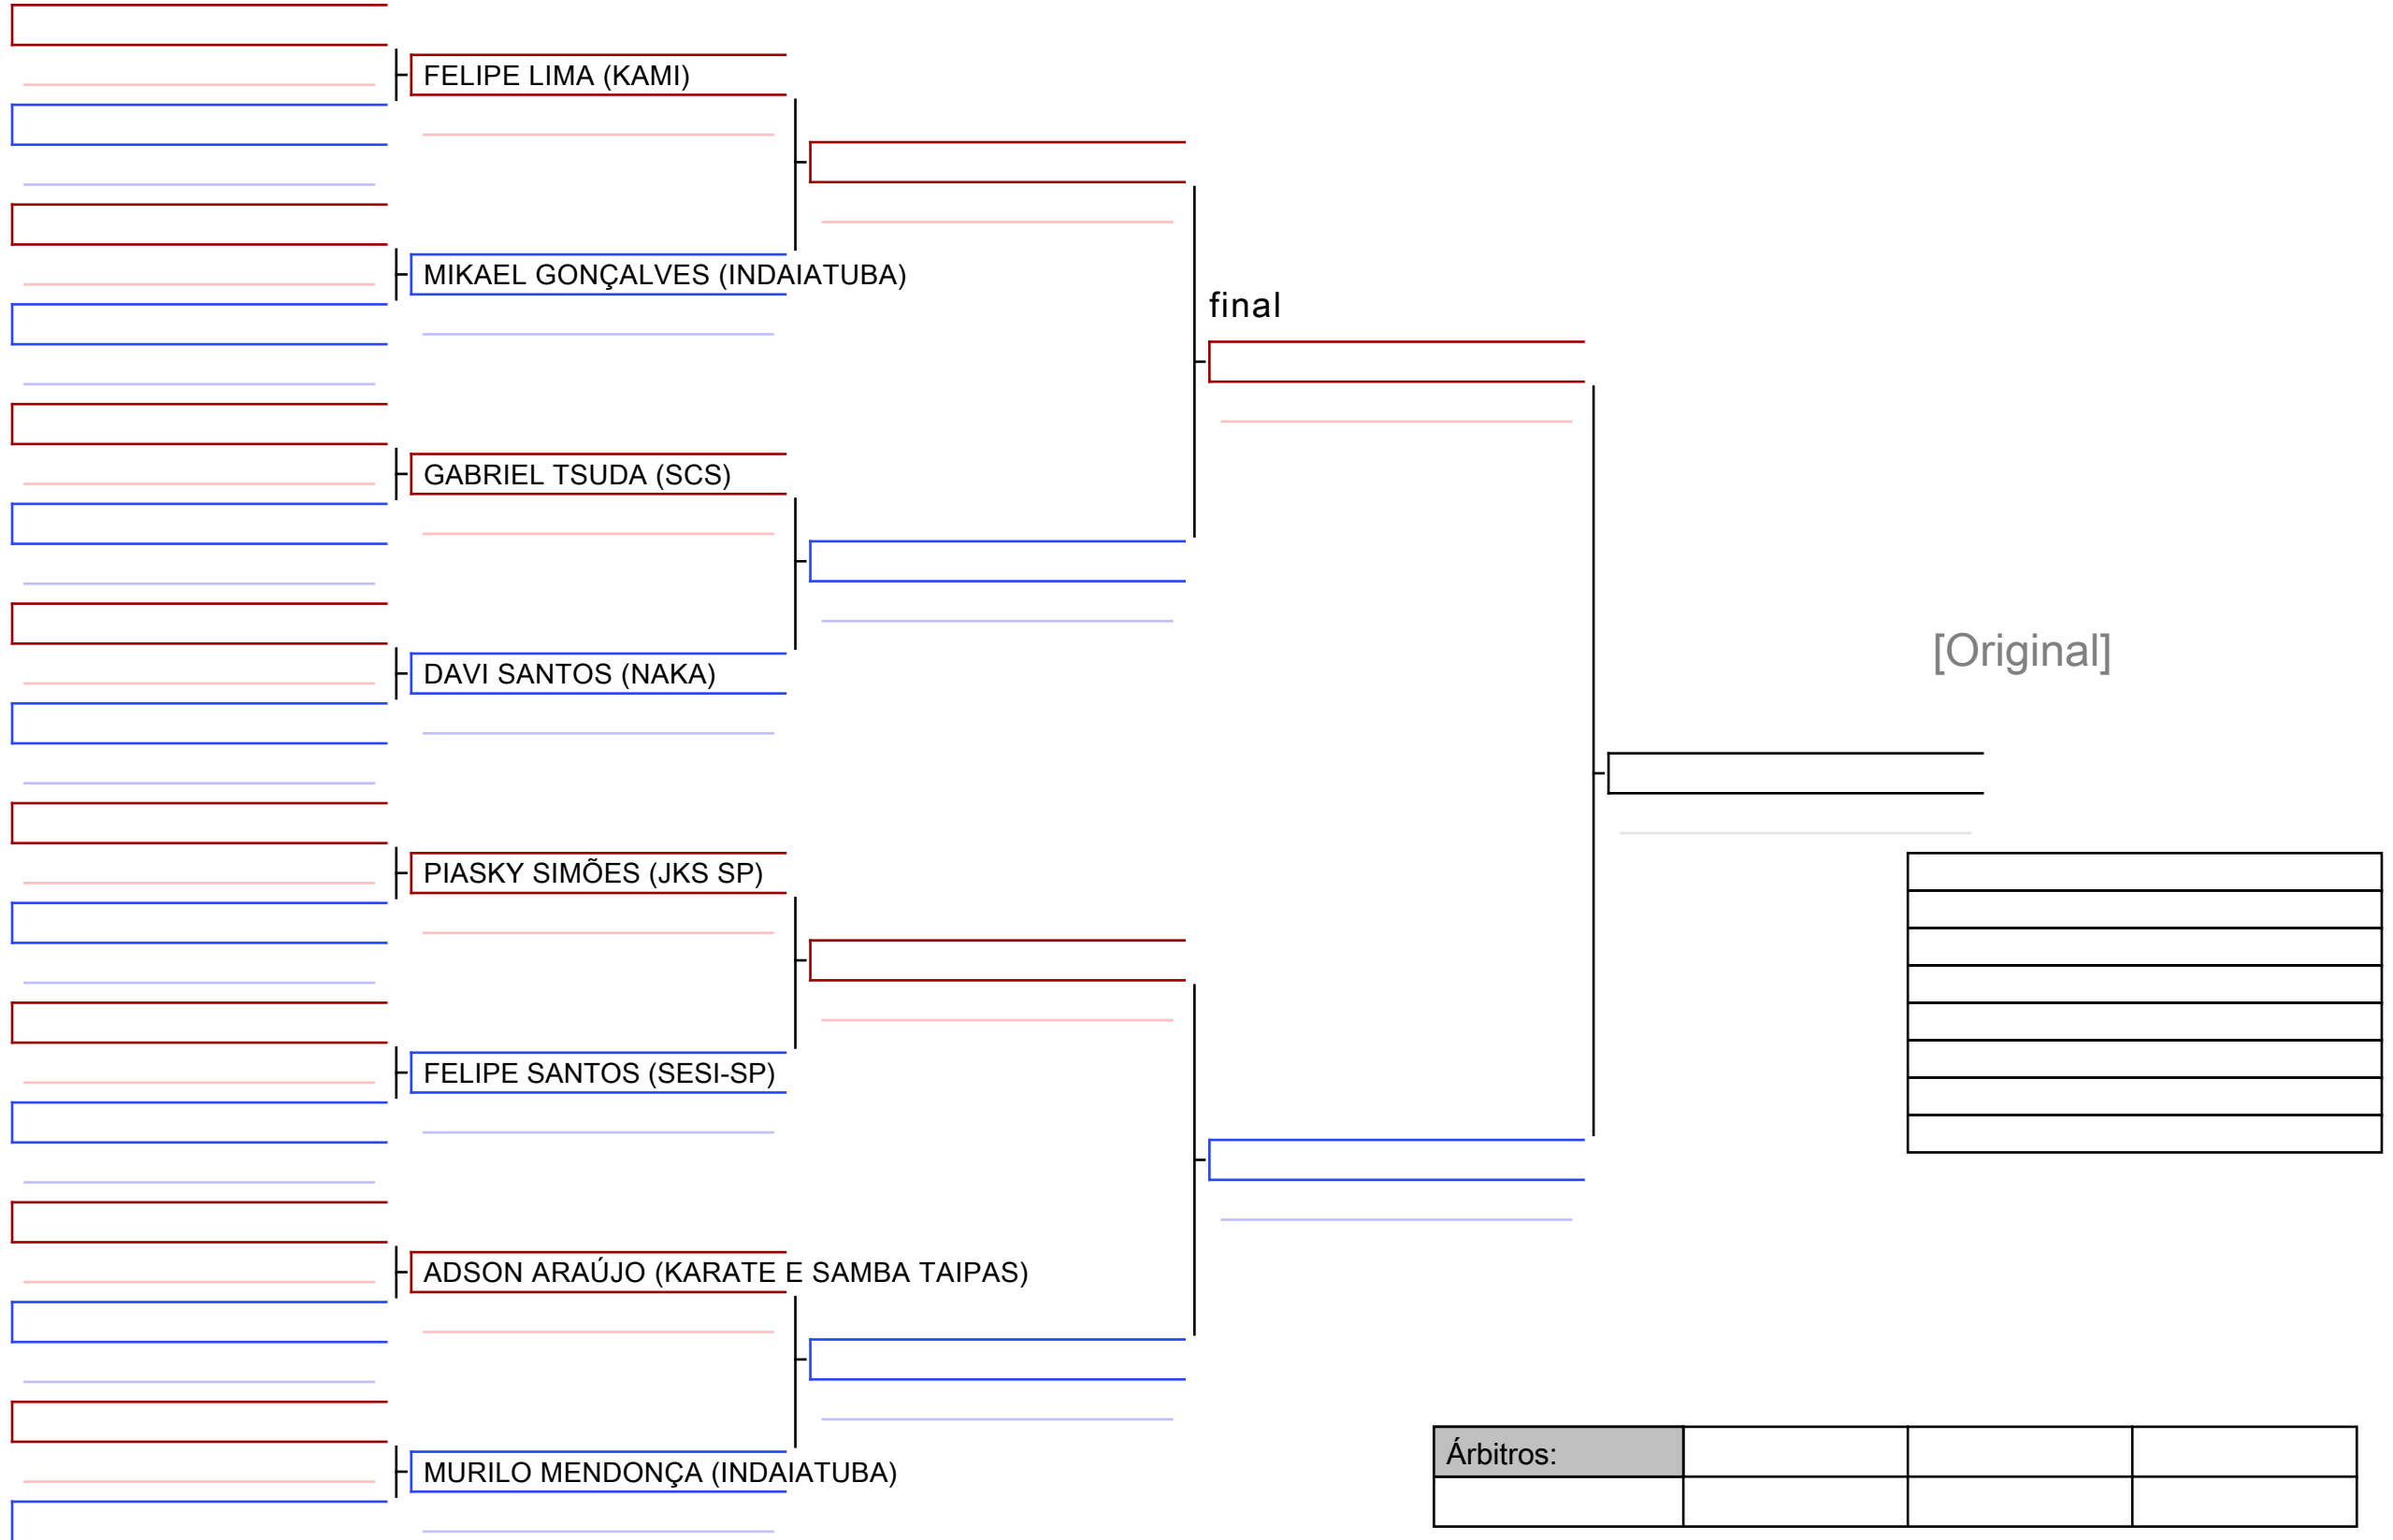 FELIPE LIMA (KAMI)
MIKAEL GONÇALVES (INDAIATUBA)
final
GABRIEL TSUDA (SCS)
[Original]
DAVI SANTOS (NAKA)
PIASKY SIMÕES (JKS SP)
FELIPE SANTOS (SESI-SP)
ADSON ARAÚJO (KARATE E SAMBA TAIPAS)
Árbitros:
MURILO MENDONÇA (INDAIATUBA)